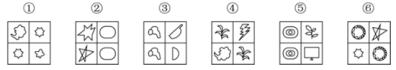 ① ② ③ ④ ⑤ ⑥